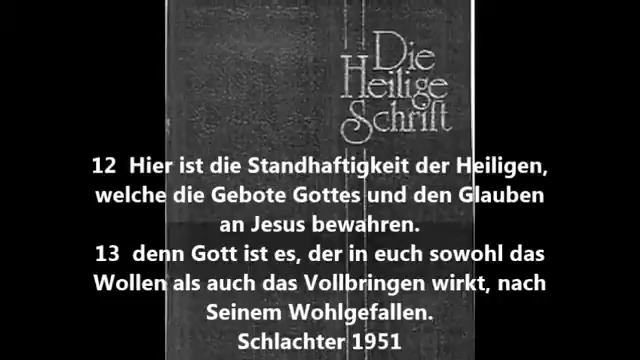 Die
Heilige
Schrift
12 Hier ist die Standhaftigkeit der Heiligen,
welche die Gebote Gottes und den Glauben
an Jesus bewahren.
13 denn Gott ist es, der in euch sowohl das
Wollen als auch das Vollbringen wirkt, nach
Seinem Wohlgefallen.
Schlachter 1951